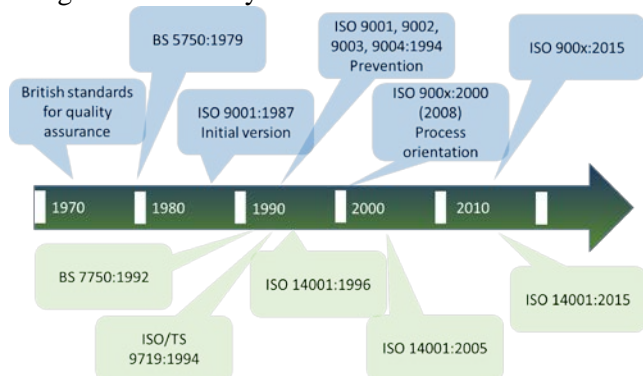 BS 5750:1979
ISO 9001, 9002,
9003, 9004:1994
Prevention
ISO 900x:2015
British standards
for quality
assurance
ISO 9001:1987
Initial version
ISO 900x:2000
(2008)
Process
orientation
1970
1980
1990
2000
2010
BS 7750:1992
ISO 14001:1996
ISO 14001:2015
ISO/TS
9719:1994
ISO 14001:2005